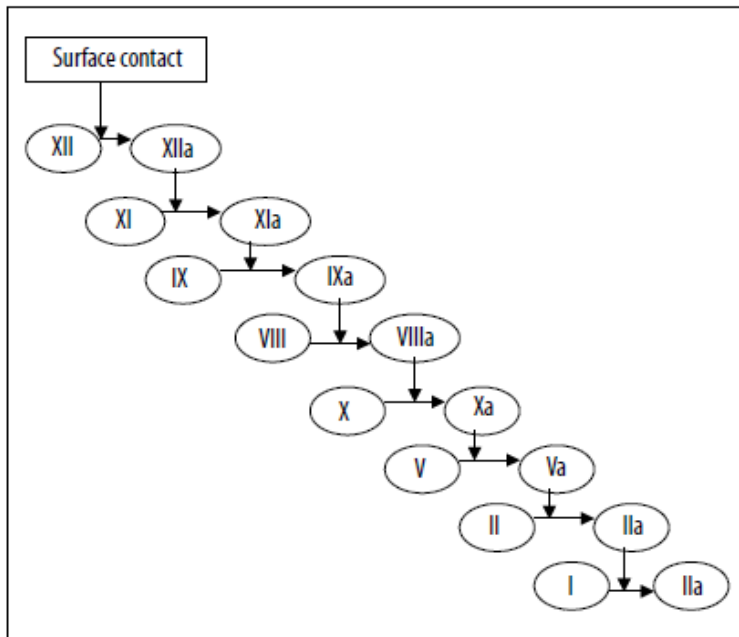 Surface contact
XII XIIa
XI XIa
IX IXa
VIII VIIIa
X Xa
V Va
II IIa
I IIa